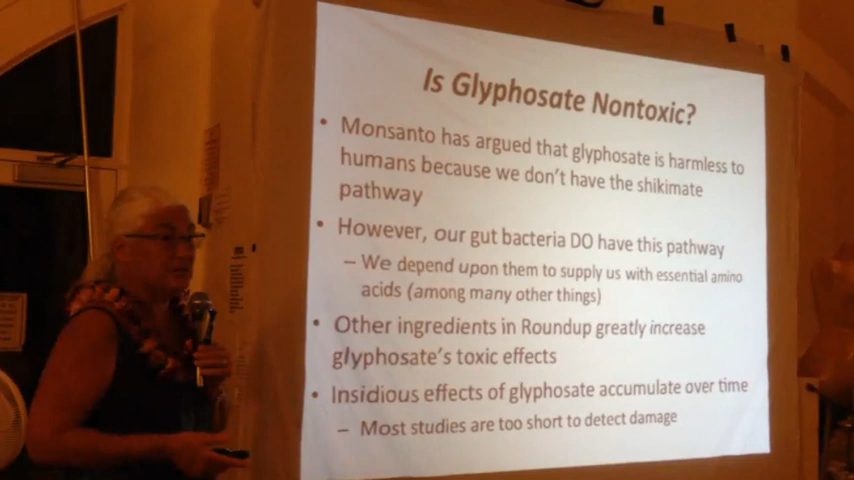 Is Glyphosate Nontoxic?
• Monsanto has argued that glyphosate is harmless to
humans because we don't have the shikimate
pathway
• However, our gut bacteria DO have this pathway
– We depend upon them to supply us with essential amino
acids (among many other things)
• Other ingredients in Roundup greatly increase
glyphosate's toxic effects
• Insidious effects of glyphosate accumulate over time
– Most studies are too short to detect damage